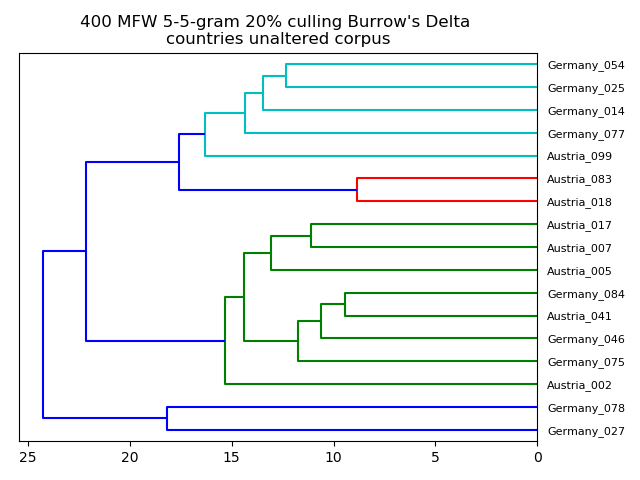 400 MFW 5-5-gram 20% culling Burrow's Delta
countries unaltered corpus
Germany_054
Germany_025
Germany_014
Germany_077
Austria_099
Austria_083
Austria_018
Austria_017
Austria_007
Austria_005
Germany_084
Austria_041
Germany_046
Germany_075
Austria_002
Germany_078
Germany_027
25 20 15 10 5 0